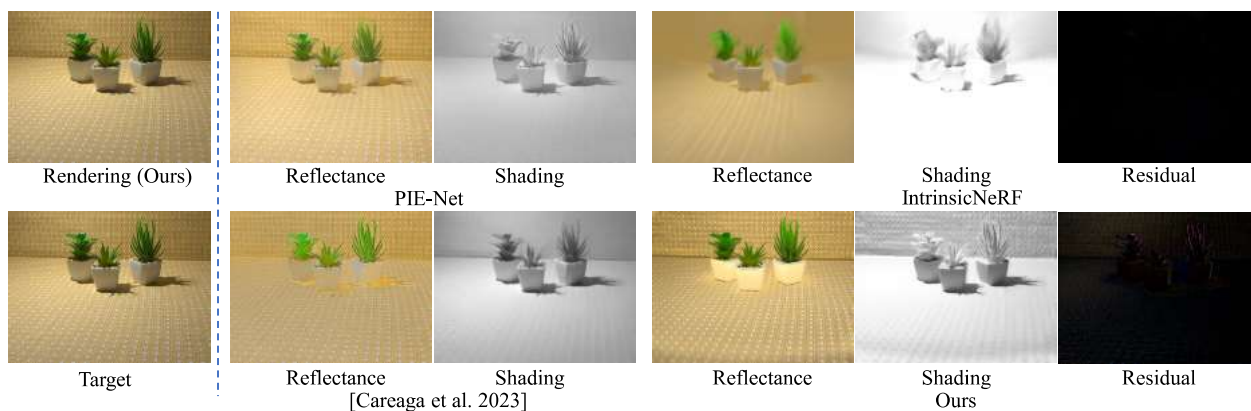 Rendering (Ours)
Reflectance
Shading
PIE-Net
Reflectance
Shading
Residual
IntrinsicNeRF
Target
Reflectance
Shading
[Careaga et al. 2023]
Reflectance
Shading
Residual
Ours